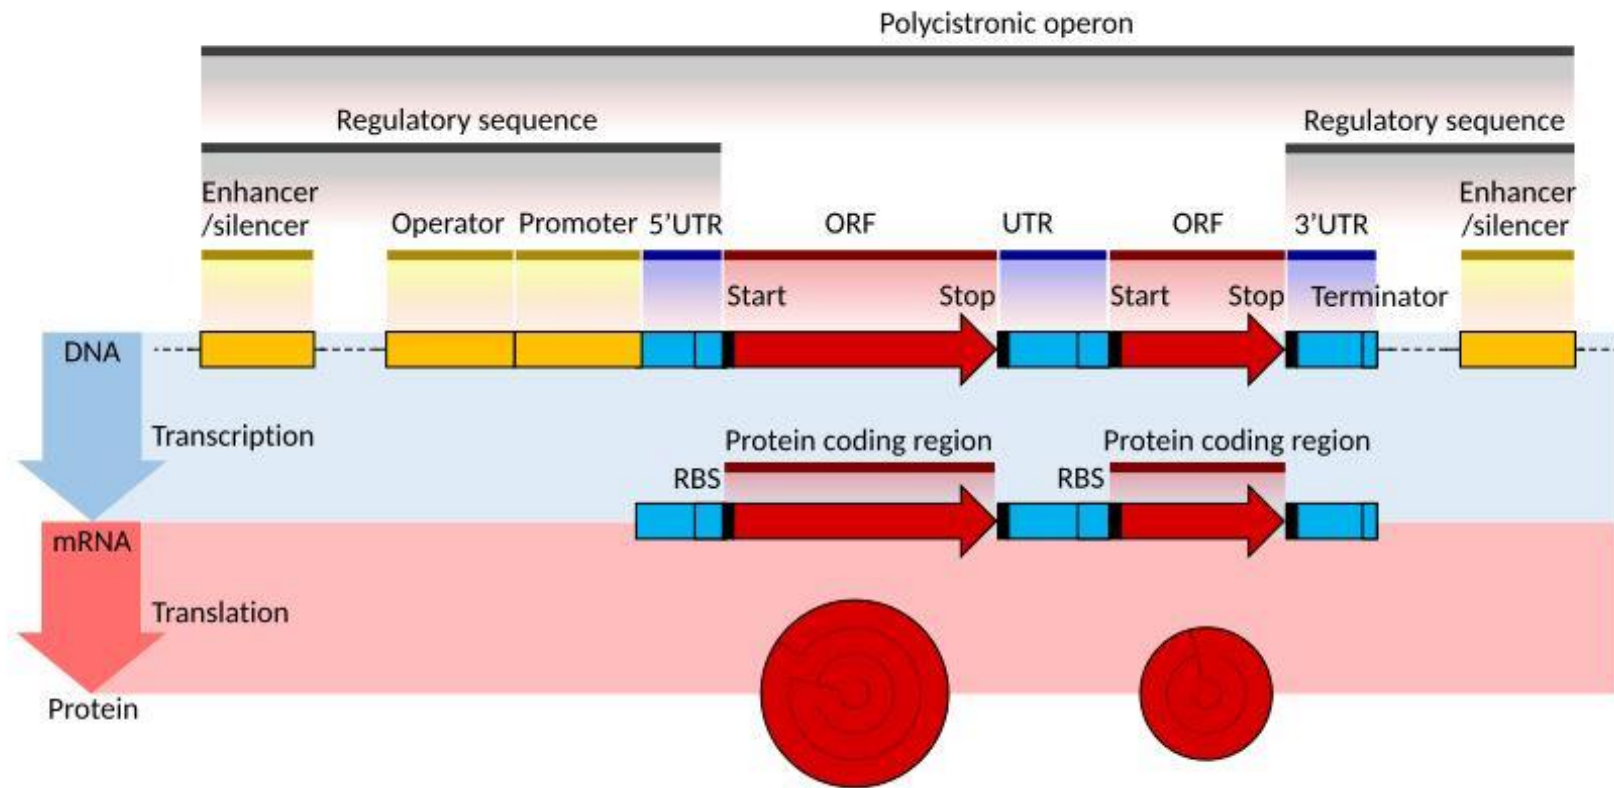 Polycistronic operon
Regulatory sequence
Regulatory sequence
Enhancer
/silencer
Operator
Promoter
5’UTR
ORF
UTR
ORF
3’UTR
Enhancer
/silencer
Start
Stop
Start
Stop
Terminator
DNA
Transcription
Protein coding region
Protein coding region
RBS
RBS
mRNA
Translation
Protein